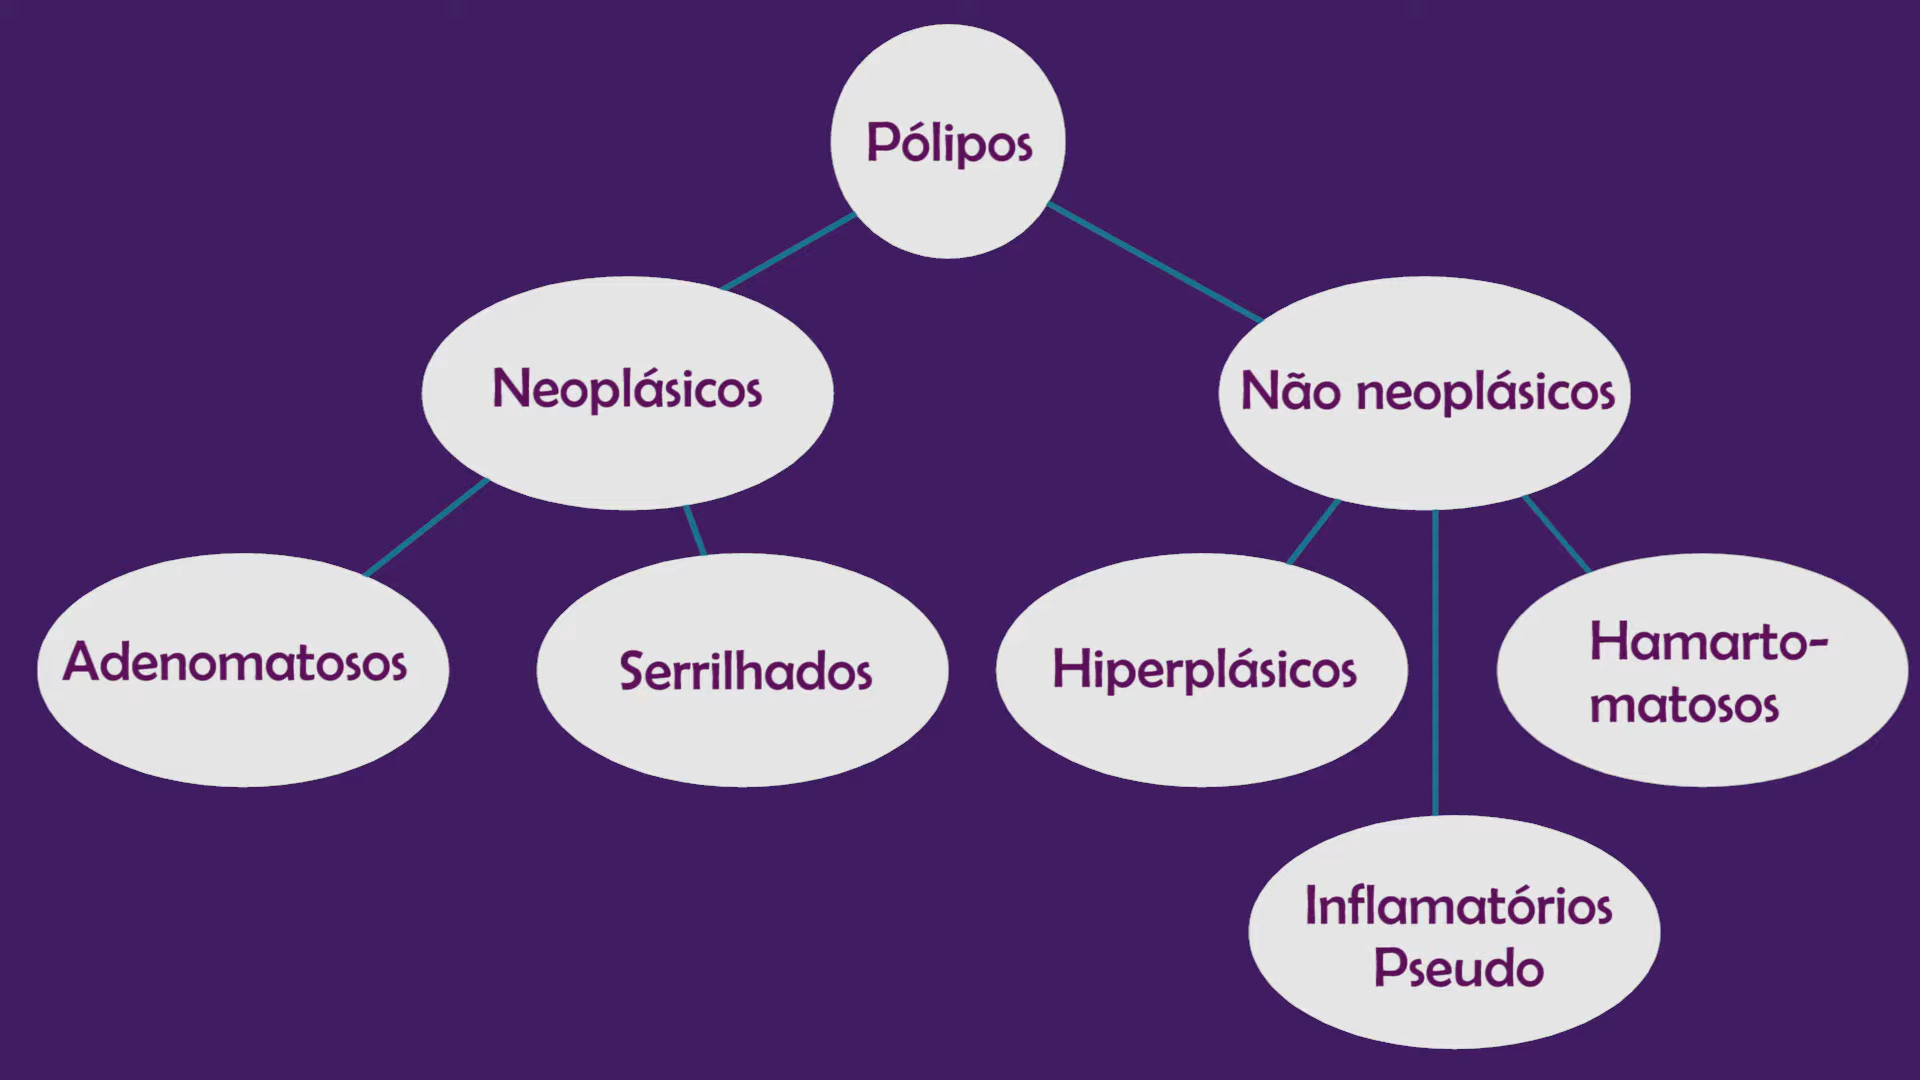 Pólipos
Neoplásicos
Não neoplásicos
Adenomatosos
Serrilhados
Hiperplásicos
Hamarto-
matosos
Inflamatórios
Pseudo